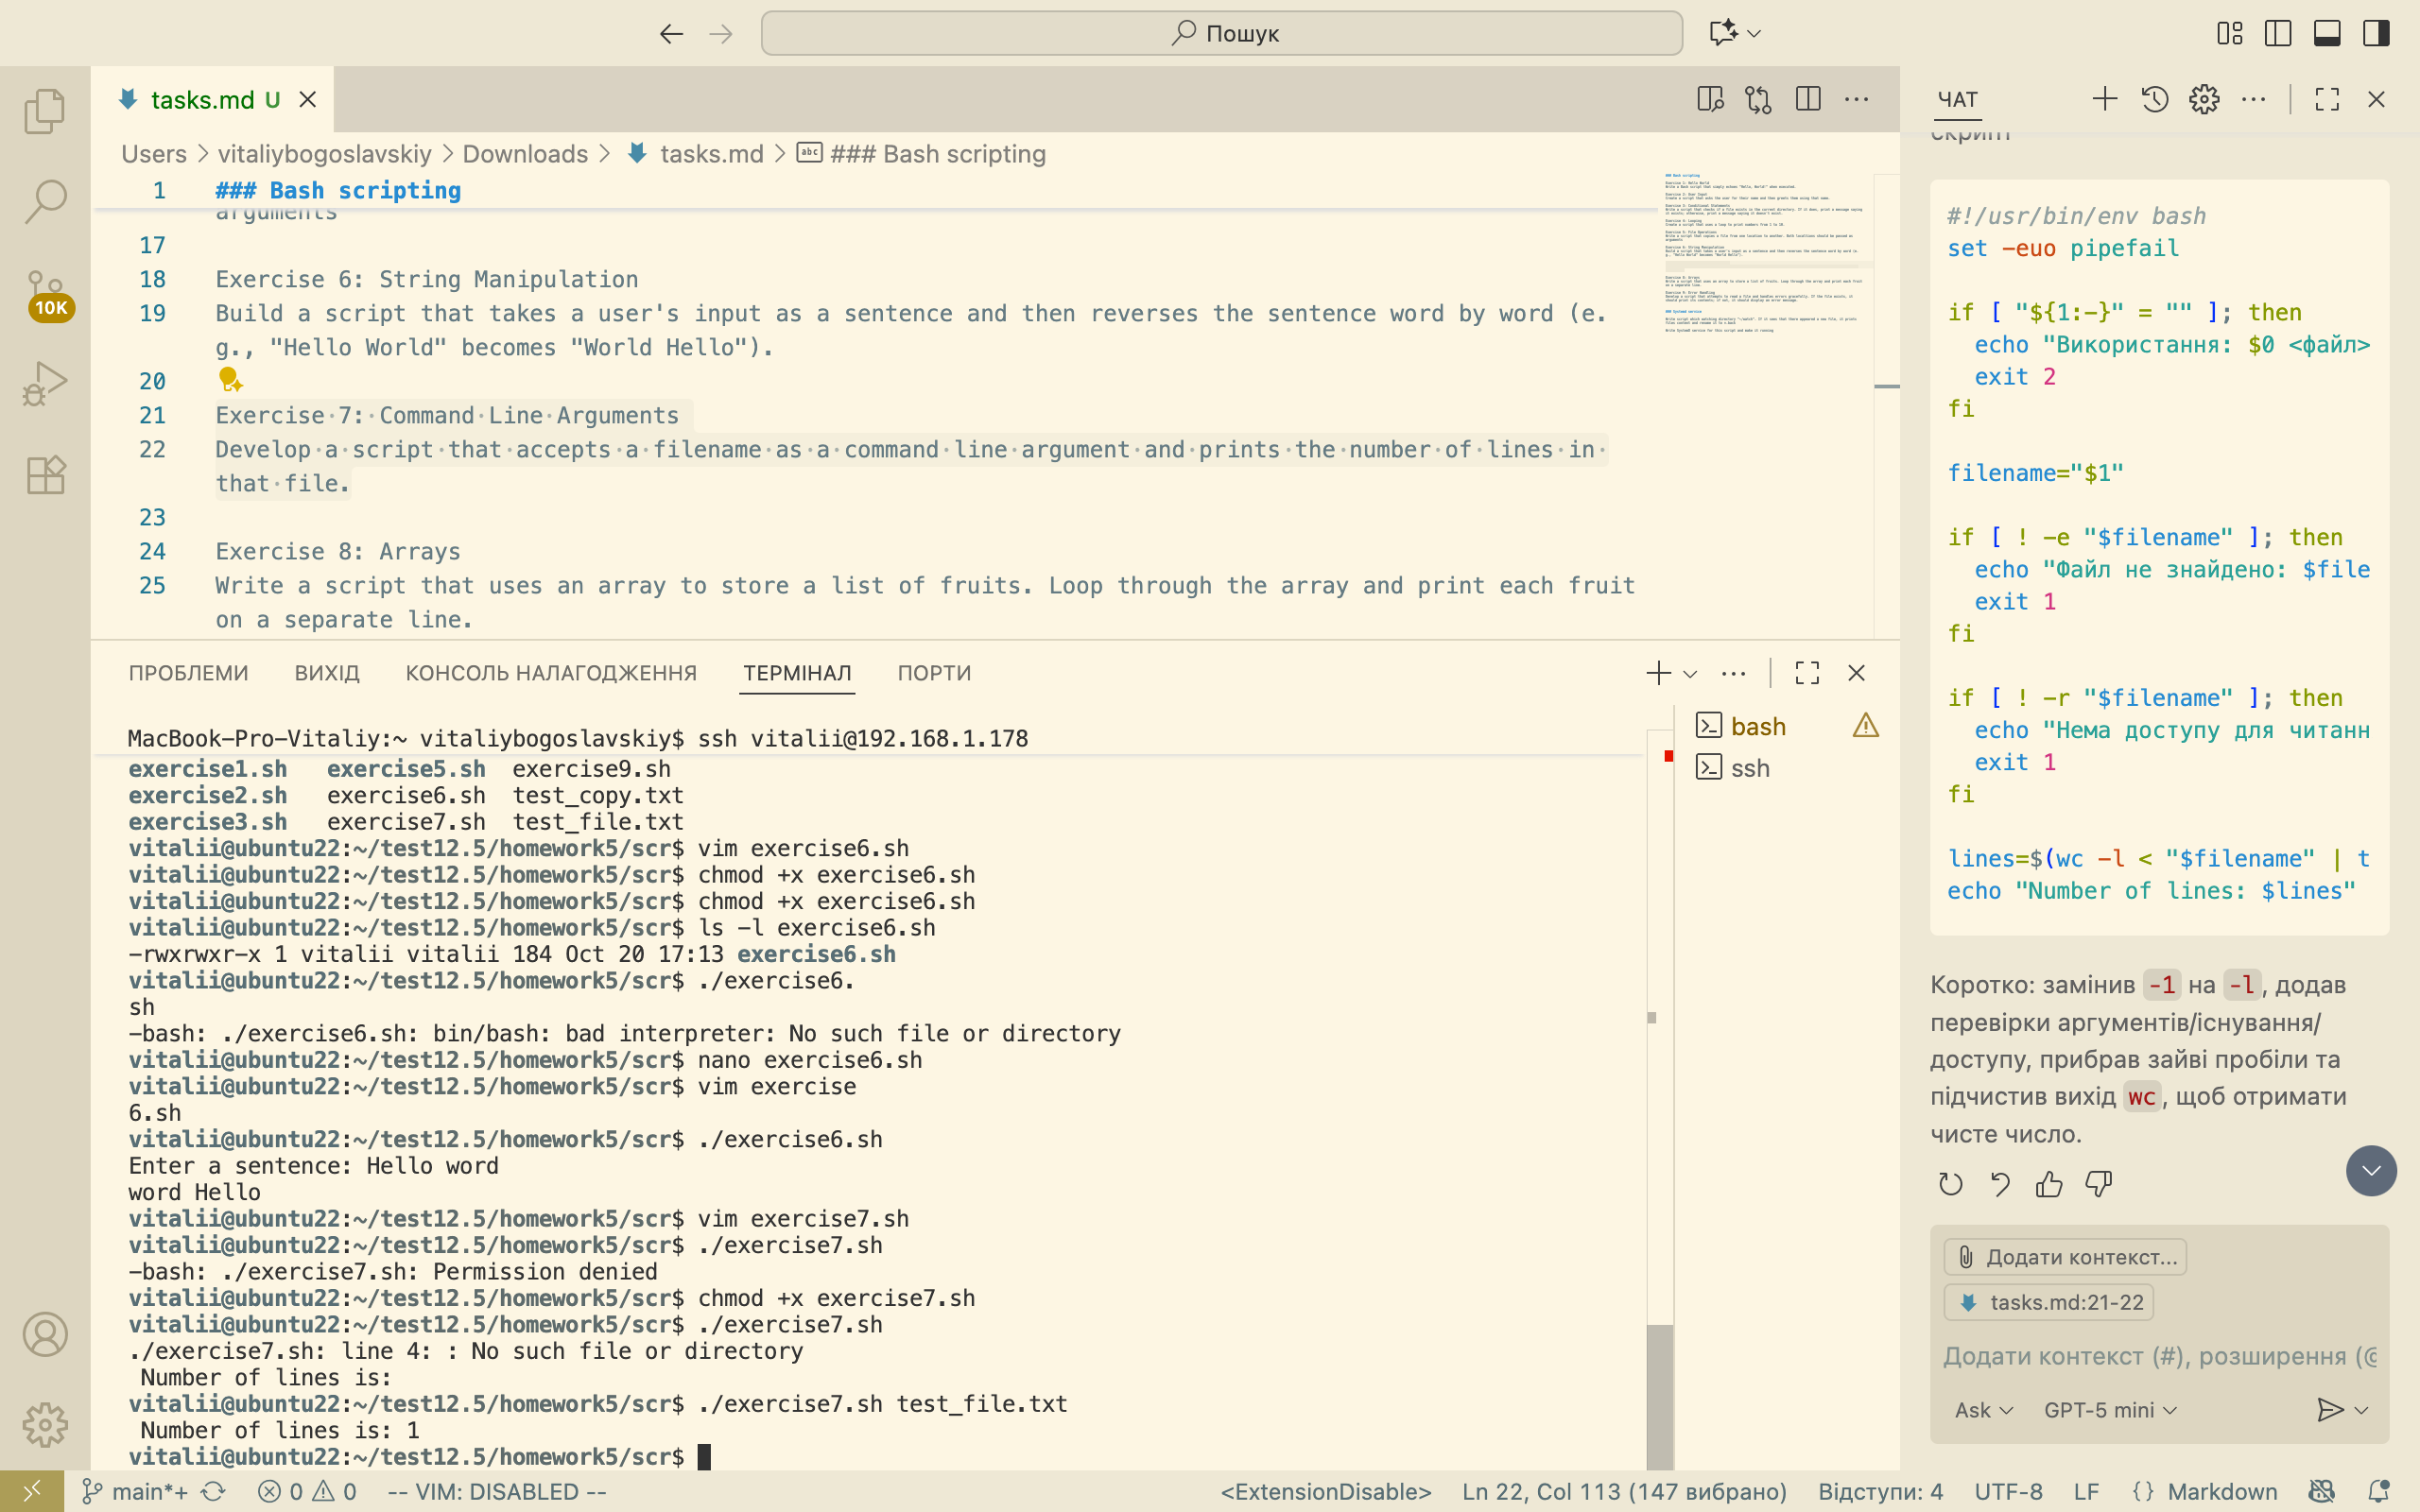 Пошук
tasks.md U
Users > vitaliybogoslavskiy > Downloads > tasks.md > ### Bash scripting
1 ### Bash scripting
arguments
17
18 Exercise 6: String Manipulation
19 Build a script that takes a user's input as a sentence and then reverses the sentence word by word (e.
g., "Hello World" becomes "World Hello").
20
21 Exercise 7: Command Line Arguments
22 Develop a script that accepts a filename as a command line argument and prints the number of lines in
that file.
23
24 Exercise 8: Arrays
25 Write a script that uses an array to store a list of fruits. Loop through the array and print each fruit
on a separate line.
10K
ПРОБЛЕМИ ВИХІД КОНСОЛЬ НАЛАГОДЖЕННЯ ТЕРМІНАЛ ПОРТИ
MacBook-Pro-Vitaliy:~ vitaliybogoslavskiy$ ssh vitalii@192.168.1.178
exercise1.sh exercise5.sh exercise9.sh
exercise2.sh exercise6.sh test_copy.txt
exercise3.sh exercise7.sh test_file.txt
vitalii@ubuntu22:~/test12.5/homework5/scr$ vim exercise6.sh
vitalii@ubuntu22:~/test12.5/homework5/scr$ chmod +x exercise6.sh
vitalii@ubuntu22:~/test12.5/homework5/scr$ chmod +x exercise6.sh
vitalii@ubuntu22:~/test12.5/homework5/scr$ ls -l exercise6.sh
-rwxrwxr-x 1 vitalii vitalii 184 Oct 20 17:13 exercise6.sh
vitalii@ubuntu22:~/test12.5/homework5/scr$ ./exercise6.
sh
-bash: ./exercise6.sh: bin/bash: bad interpreter: No such file or directory
vitalii@ubuntu22:~/test12.5/homework5/scr$ nano exercise6.sh
vitalii@ubuntu22:~/test12.5/homework5/scr$ vim exercise
6.sh
vitalii@ubuntu22:~/test12.5/homework5/scr$ ./exercise6.sh
Enter a sentence: Hello word
word Hello
vitalii@ubuntu22:~/test12.5/homework5/scr$ vim exercise7.sh
vitalii@ubuntu22:~/test12.5/homework5/scr$ ./exercise7.sh
-bash: ./exercise7.sh: Permission denied
vitalii@ubuntu22:~/test12.5/homework5/scr$ chmod +x exercise7.sh
vitalii@ubuntu22:~/test12.5/homework5/scr$ ./exercise7.sh
./exercise7.sh: line 4: : No such file or directory
Number of lines is:
vitalii@ubuntu22:~/test12.5/homework5/scr$ ./exercise7.sh test_file.txt
Number of lines is: 1
vitalii@ubuntu22:~/test12.5/homework5/scr$
bash
ssh
ЧАТ
скрипт
#!/usr/bin/env bash
set -euo pipefail
if [ "${1:-}" = "" ]; then
echo "Використання: $0 <файл>
exit 2
fi
filename="$1"
if [ ! -e "$filename" ]; then
echo "Файл не знайдено: $file
exit 1
fi
if [ ! -r "$filename" ]; then
echo "Нема доступу для читанн
exit 1
fi
lines=$(wc -l < "$filename" | t
echo "Number of lines: $lines"
Коротко: замінив -1 на -l, додав
перевірки аргументів/існування/
доступу, прибрав зайві пробіли та
підчистив вихід wc, щоб отримати
чисте число.
Додати контекст...
tasks.md:21-22
Додати контекст (#), розширення (@
Ask GPT-5 mini
main*+ 0 0 -- VIM: DISABLED -- <ExtensionDisable> Ln 22, Col 113 (147 вибрано) Відступи: 4 UTF-8 LF {} Markdown